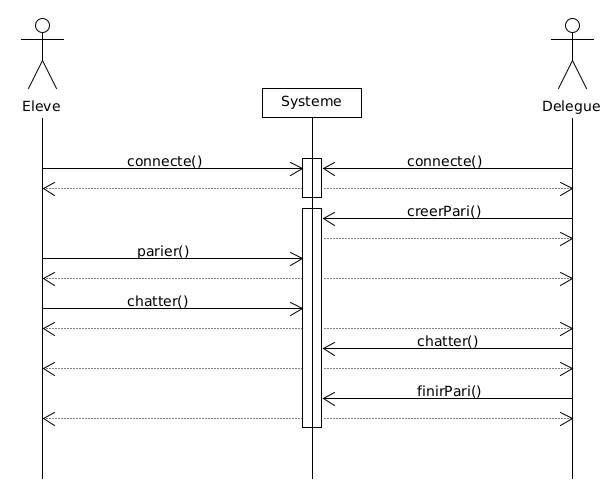 Eleve
Systeme
Delegue
connecte()
connecte()
creerPari()
parier()
chatter()
chatter()
finirPari()